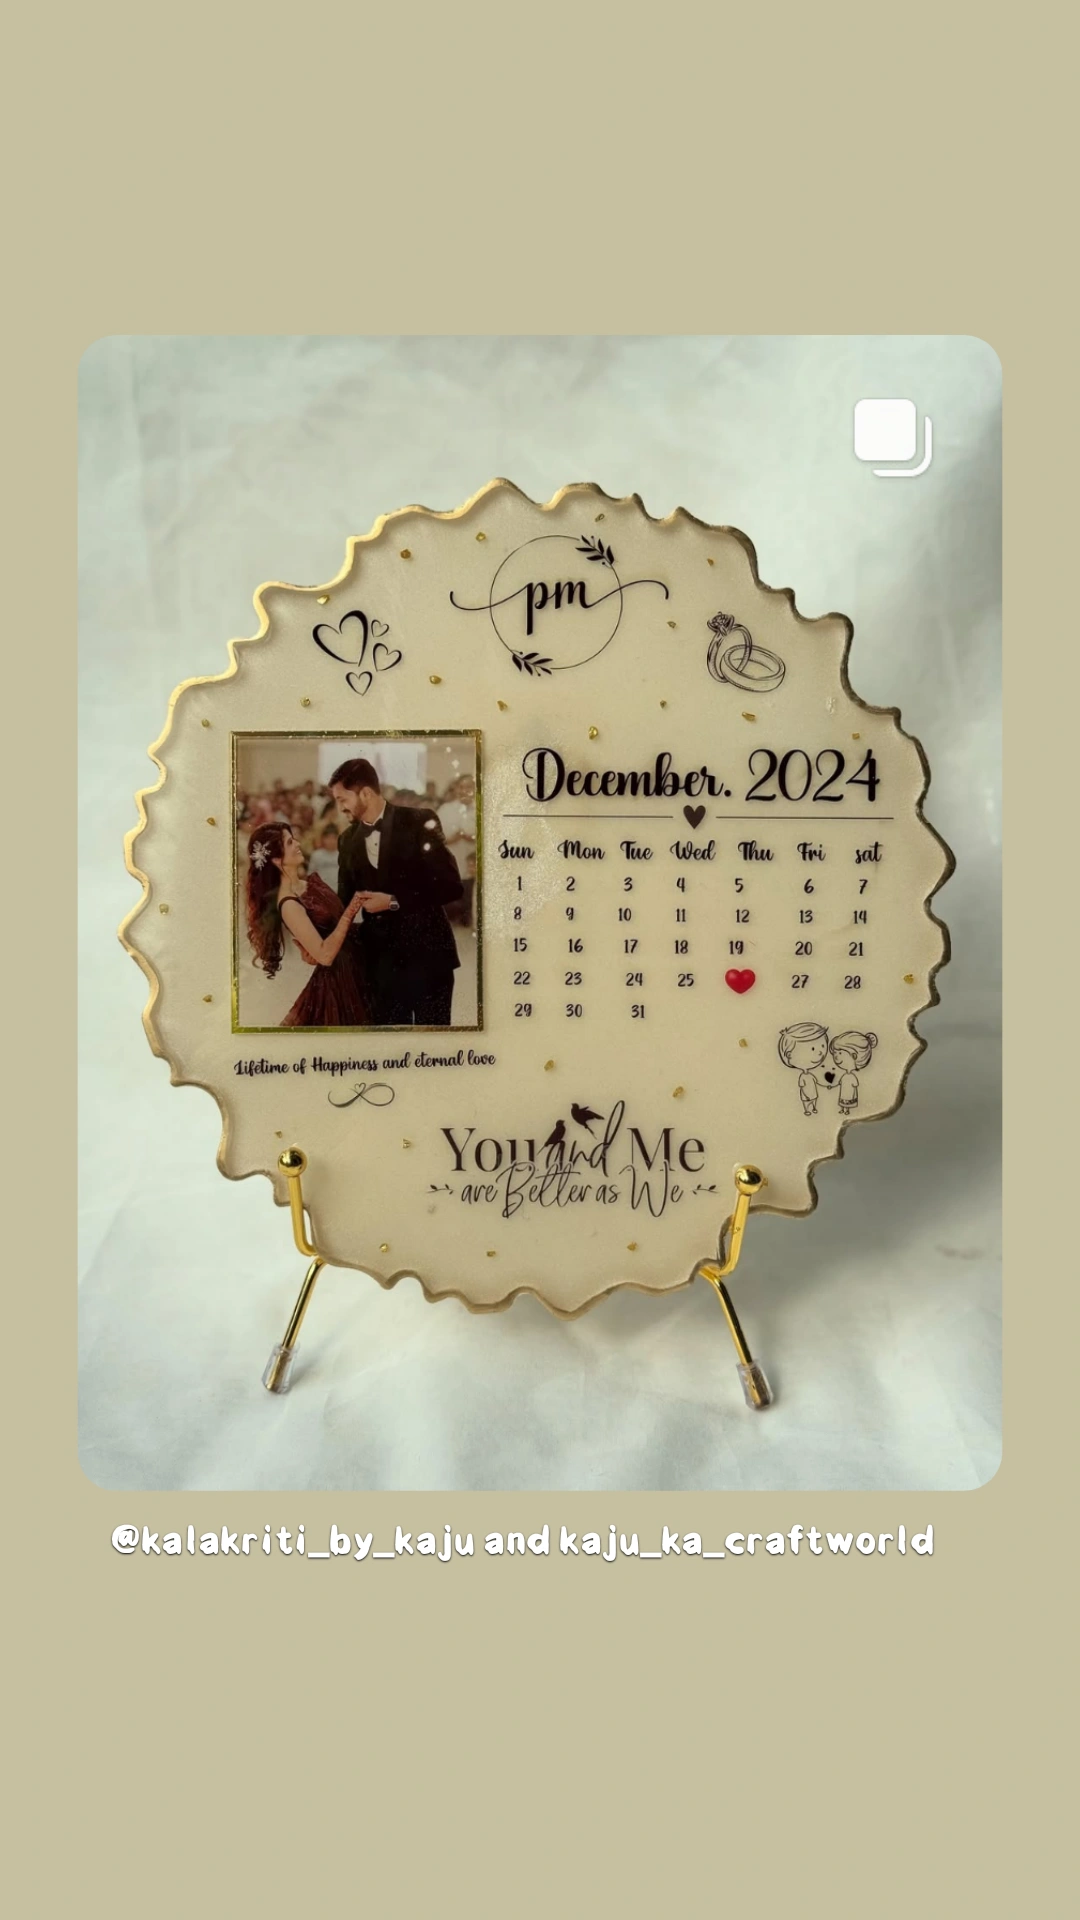 pm
December. 2024
Sun Mon Tue Wed Thu Fri sat
1 2 3 4 5 6 7
8 9 10 11 12 13 14
15 16 17 18 19 20 21
22 23 24 25 27 28
29 30 31
Lifetime of Happiness and eternal love
You and Me
are Better as We
@kalakriti_by_kaju and kaju_ka_craftworld